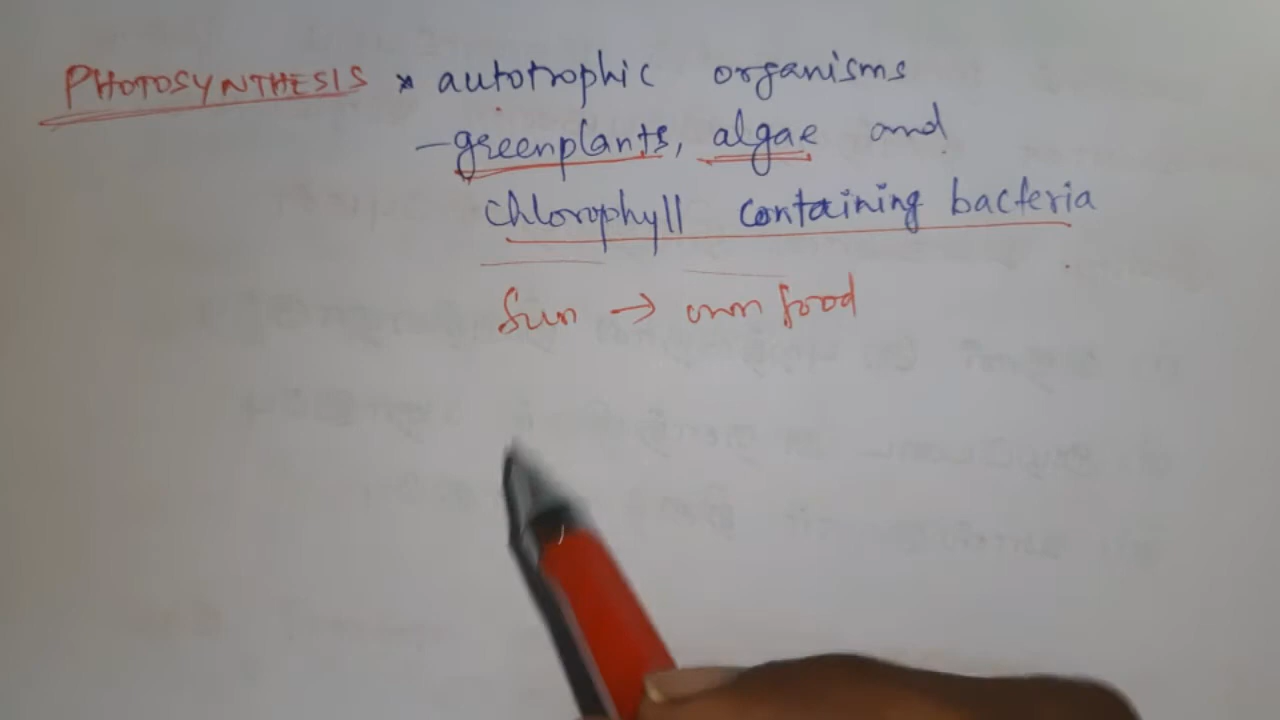 PHOTOSYNTHESIS * autotrophic organisms
- greenplants, algae and
chlorophyll containing bacteria
Sun → own food